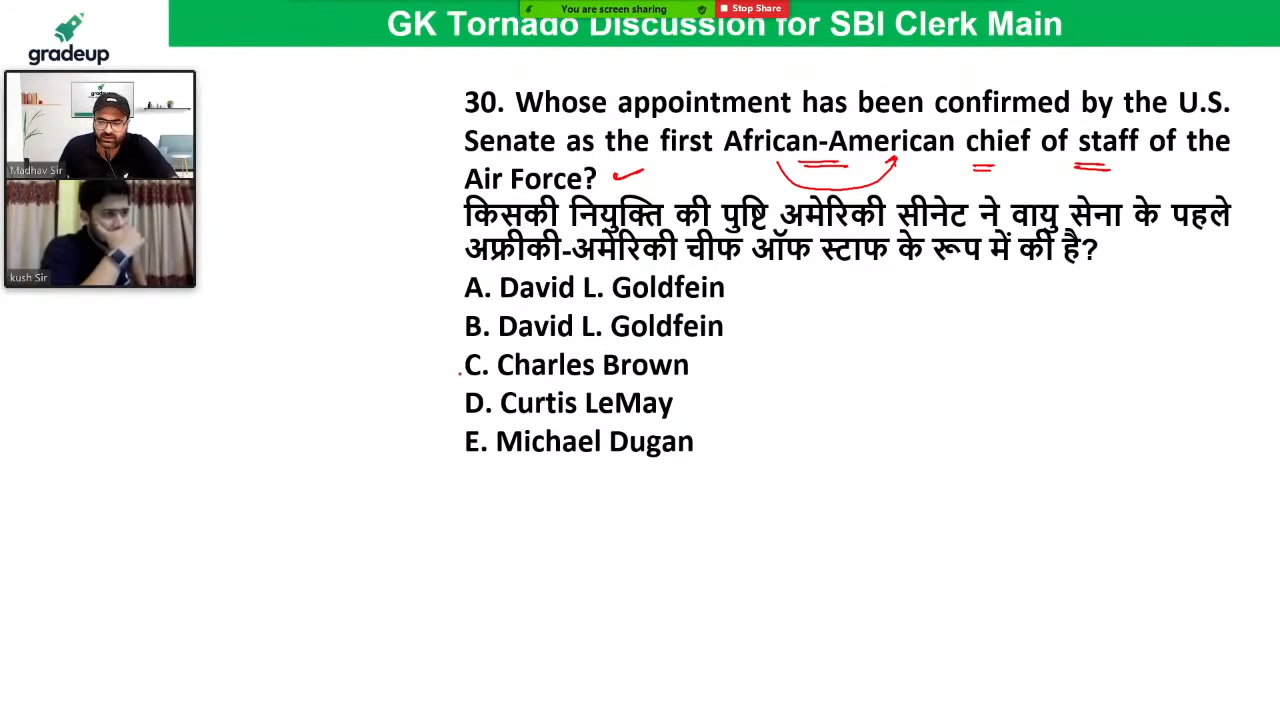 You are screen sharing
Stop Share
gradeup
GK Tornado Discussion for SBI Clerk Main
Madhav Sir
kush Sir
30. Whose appointment has been confirmed by the U.S.
Senate as the first African-American chief of staff of the
Air Force?
किसकी नियुक्ति की पुष्टि अमेरिकी सीनेट ने वायु सेना के पहले
अफ्रीकी-अमेरिकी चीफ ऑफ स्टाफ के रूप में की है?
A. David L. Goldfein
B. David L. Goldfein
C. Charles Brown
D. Curtis LeMay
E. Michael Dugan